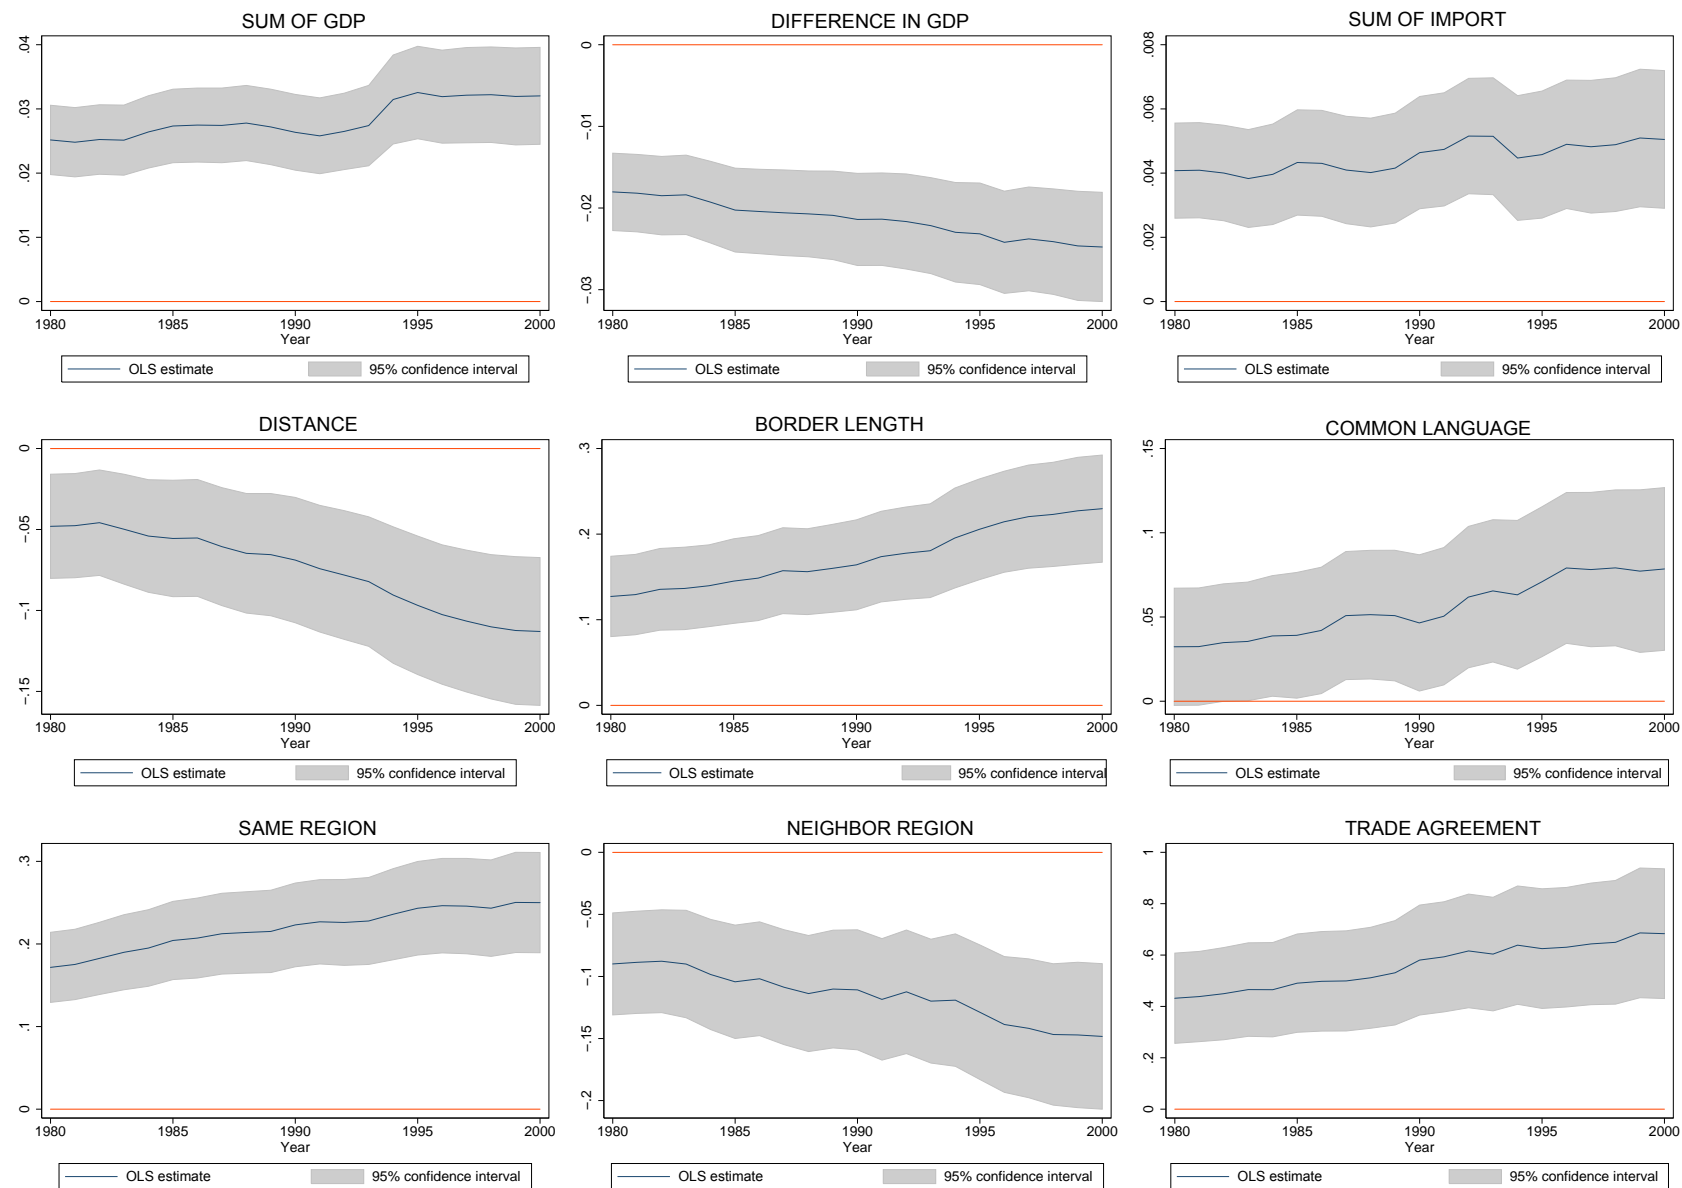 SUM OF GDP
.04
.03
.02
.01
0
1980 1985 1990 1995 2000
Year
OLS estimate 95% confidence interval
DIFFERENCE IN GDP
0
-.01
-.02
-.03
1980 1985 1990 1995 2000
Year
OLS estimate 95% confidence interval
SUM OF IMPORT
.008
.006
.004
.002
0
1980 1985 1990 1995 2000
Year
OLS estimate 95% confidence interval
DISTANCE
0
-.05
-.1
-.15
1980 1985 1990 1995 2000
Year
OLS estimate 95% confidence interval
BORDER LENGTH
.3
.2
.1
0
1980 1985 1990 1995 2000
Year
OLS estimate 95% confidence interval
COMMON LANGUAGE
.15
.1
.05
0
1980 1985 1990 1995 2000
Year
OLS estimate 95% confidence interval
SAME REGION
.3
.2
.1
0
1980 1985 1990 1995 2000
Year
OLS estimate 95% confidence interval
NEIGHBOR REGION
0
-.05
-.1
-.15
-.2
1980 1985 1990 1995 2000
Year
OLS estimate 95% confidence interval
TRADE AGREEMENT
1
.8
.6
.4
.2
0
1980 1985 1990 1995 2000
Year
OLS estimate 95% confidence interval